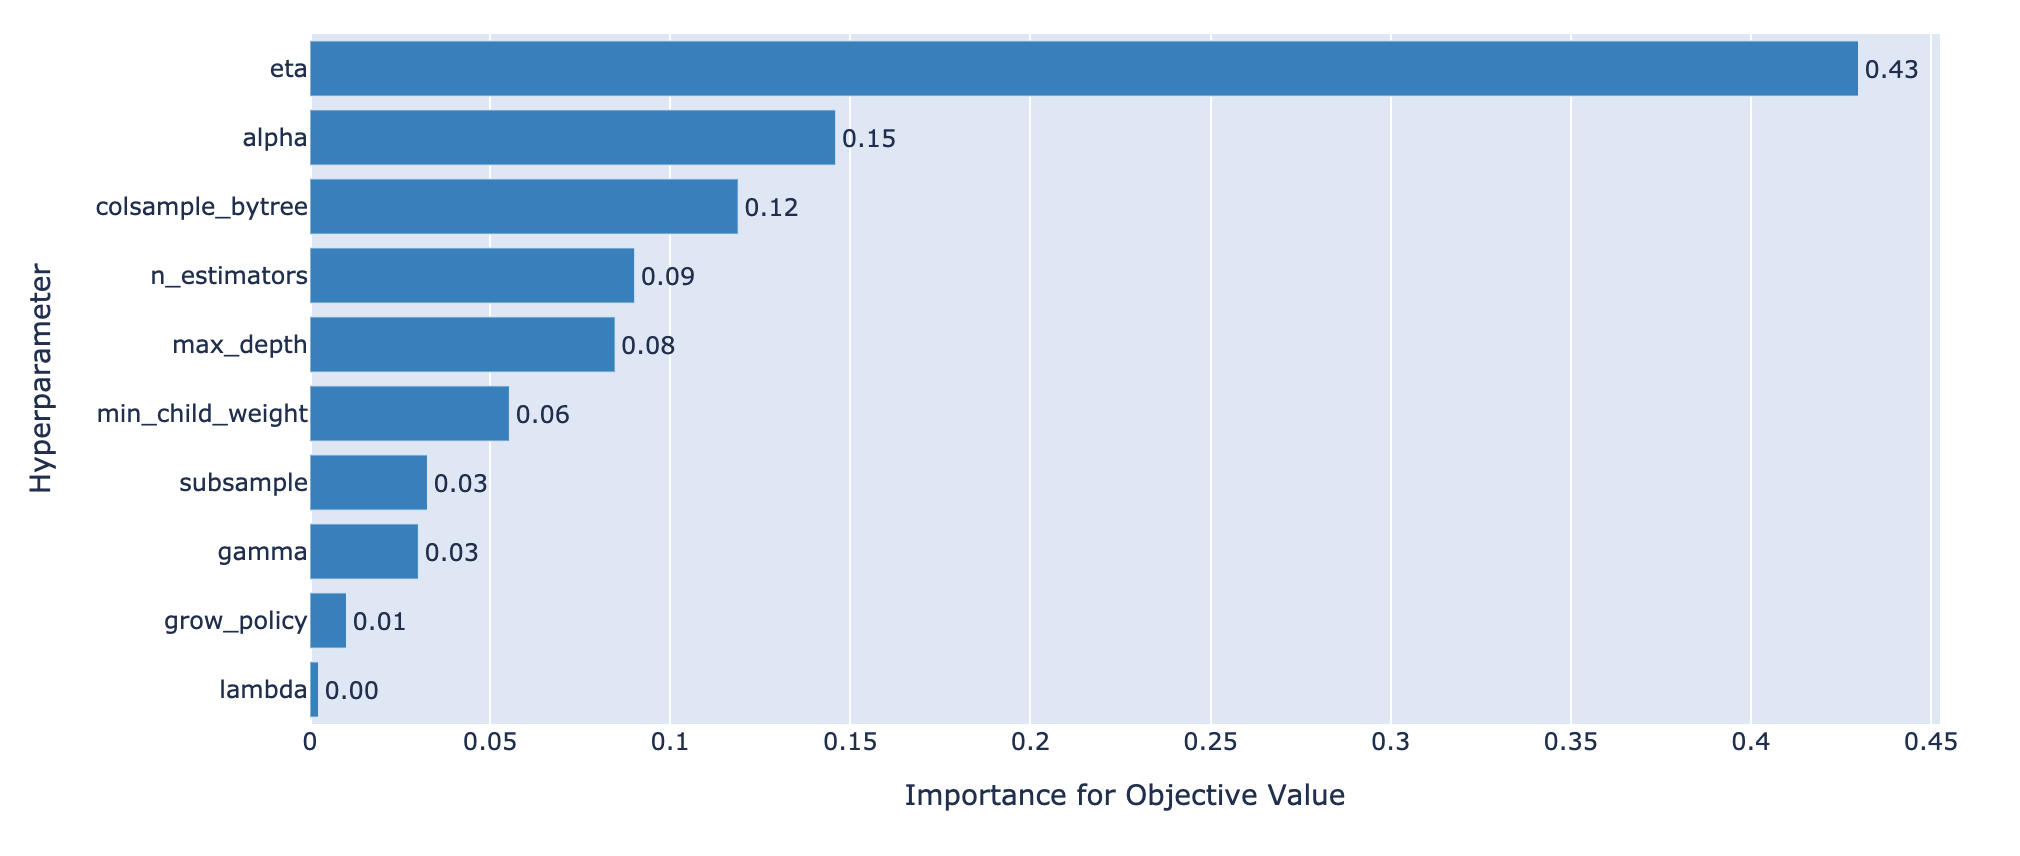 eta 0.43
alpha 0.15
colsample_bytree 0.12
n_estimators 0.09
max_depth 0.08
min_child_weight 0.06
subsample 0.03
gamma 0.03
grow_policy 0.01
lambda 0.00
Hyperparameter
0 0.05 0.1 0.15 0.2 0.25 0.3 0.35 0.4 0.45
Importance for Objective Value